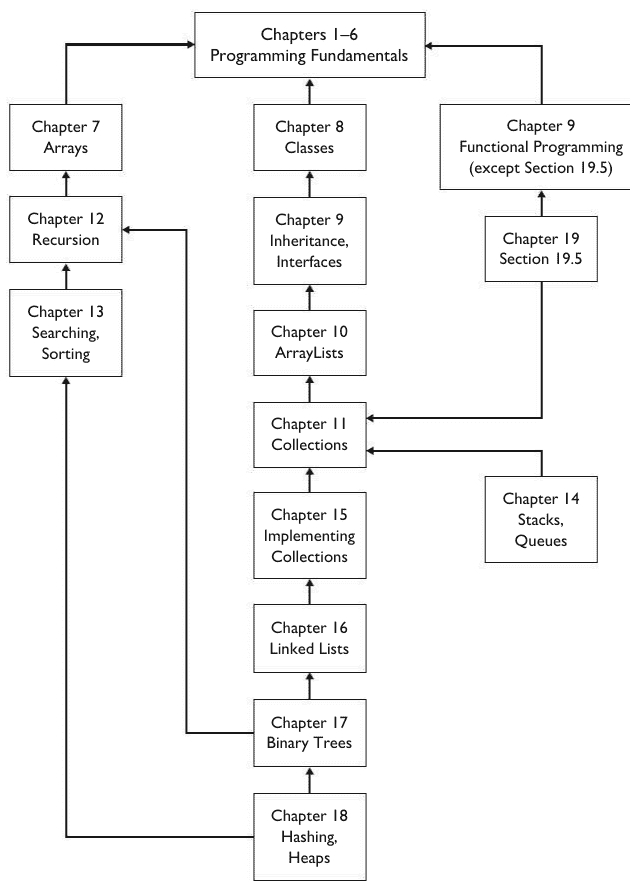 Chapters 1–6
Programming Fundamentals
Chapter 7
Arrays
Chapter 8
Classes
Chapter 9
Functional Programming
(except Section 19.5)
Chapter 12
Recursion
Chapter 9
Inheritance,
Interfaces
Chapter 19
Section 19.5
Chapter 13
Searching,
Sorting
Chapter 10
ArrayLists
Chapter 11
Collections
Chapter 14
Stacks,
Queues
Chapter 15
Implementing
Collections
Chapter 16
Linked Lists
Chapter 17
Binary Trees
Chapter 18
Hashing,
Heaps